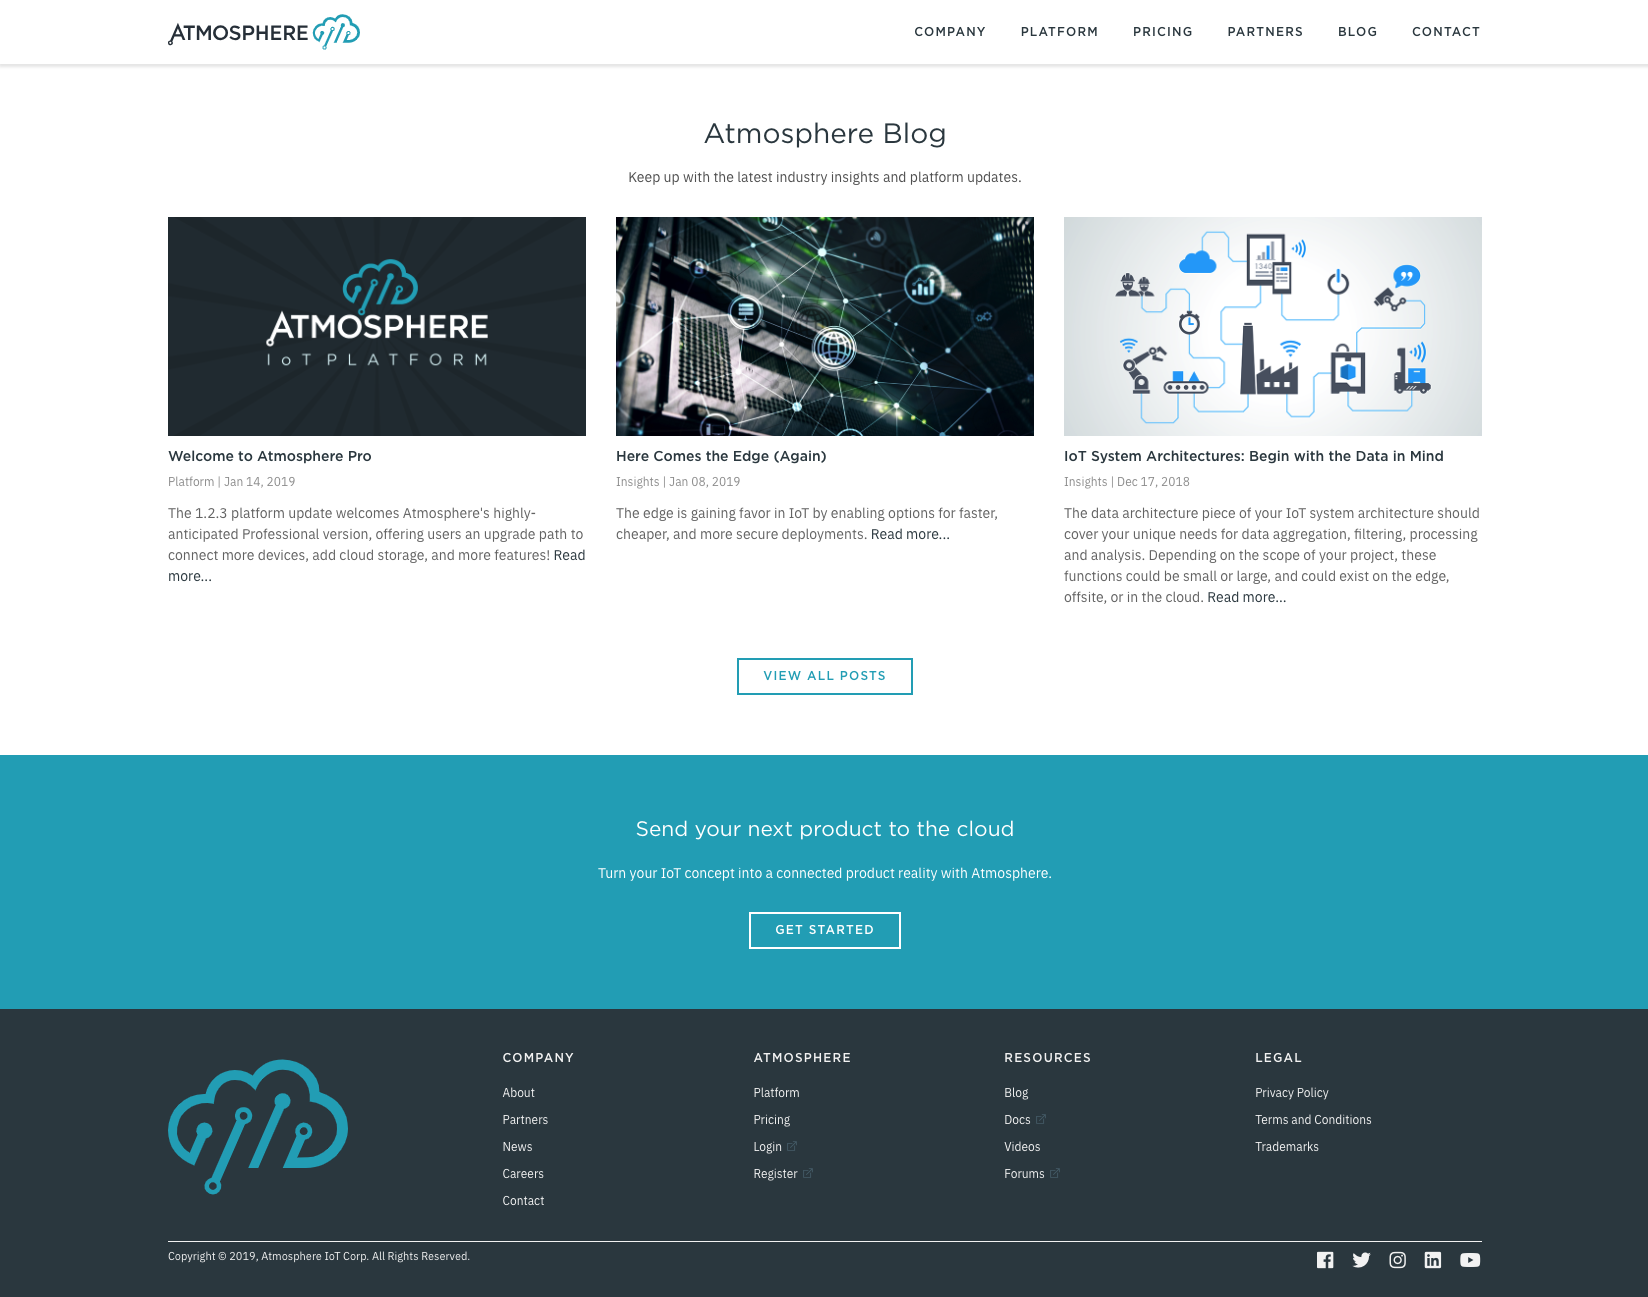 ATMOSPHERE
COMPANY PLATFORM PRICING PARTNERS BLOG CONTACT
Atmosphere Blog
Keep up with the latest industry insights and platform updates.
ATMOSPHERE
IoT PLATFORM
1340
Welcome to Atmosphere Pro
Platform | Jan 14, 2019
The 1.2.3 platform update welcomes Atmosphere's highly-
anticipated Professional version, offering users an upgrade path to
connect more devices, add cloud storage, and more features! Read
more...
Here Comes the Edge (Again)
Insights | Jan 08, 2019
The edge is gaining favor in IoT by enabling options for faster,
cheaper, and more secure deployments. Read more...
IoT System Architectures: Begin with the Data in Mind
Insights | Dec 17, 2018
The data architecture piece of your IoT system architecture should
cover your unique needs for data aggregation, filtering, processing
and analysis. Depending on the scope of your project, these
functions could be small or large, and could exist on the edge,
offsite, or in the cloud. Read more...
VIEW ALL POSTS
Send your next product to the cloud
Turn your IoT concept into a connected product reality with Atmosphere.
GET STARTED
COMPANY
About
Partners
News
Careers
Contact
ATMOSPHERE
Platform
Pricing
Login
Register
RESOURCES
Blog
Docs
Videos
Forums
LEGAL
Privacy Policy
Terms and Conditions
Trademarks
Copyright © 2019, Atmosphere IoT Corp. All Rights Reserved.